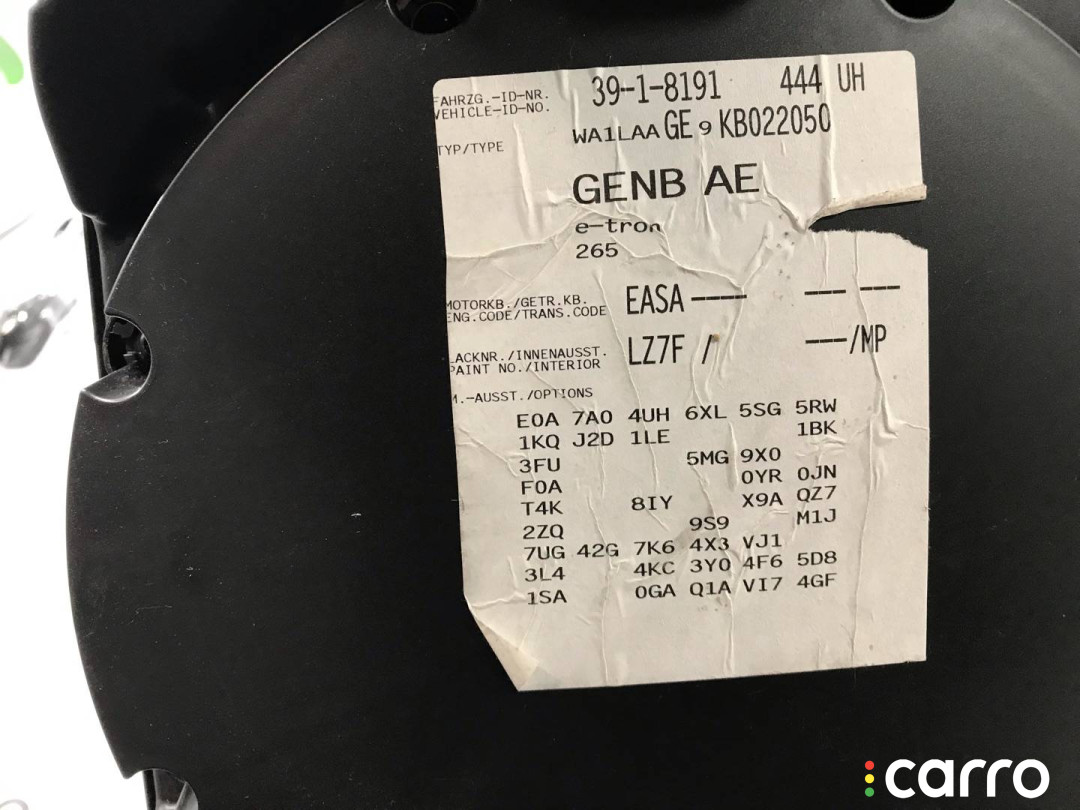 FAHRZG.-ID-NR. 39-1-8191 444 UH
VEHICLE-ID-NO.
WA1LAA GE 9 KB022050
TYP/TYPE
GENB AE
e-tron
265
MOTORKB./GETR.KB. EASA ---- --- ---
ENG.CODE/TRANS.CODE
LACKNR./INNENAUSST. LZ7F / ---/MP
PAINT NO./INTERIOR
M.-AUSST./OPTIONS
E0A 7A0 4UH 6XL 5SG 5RW
1KQ J2D 1LE 1BK
3FU 5MG 9X0
F0A 0YR 0JN
T4K 8IY X9A QZ7
2ZQ 9S9 M1J
7UG 42G 7K6 4X3 VJ1
3L4 4KC 3Y0 4F6 5D8
1SA 0GA Q1A VI7 4GF
carro